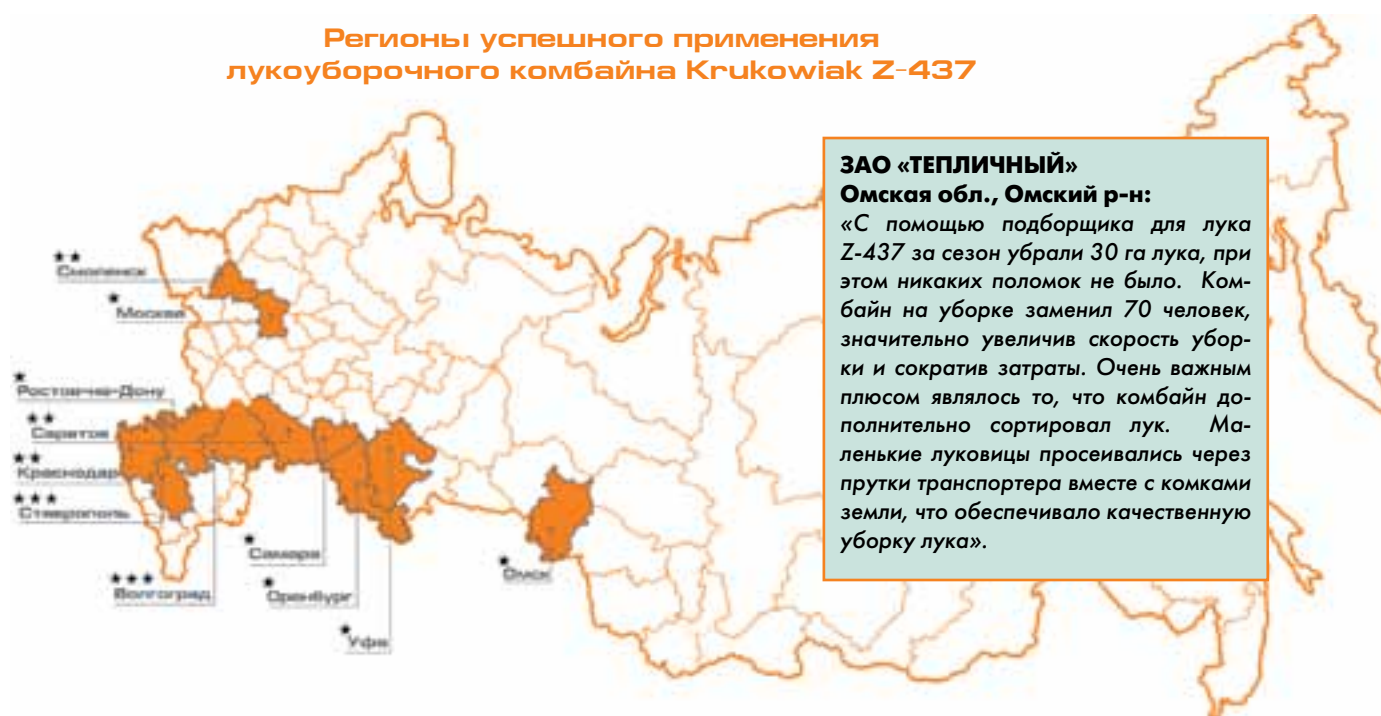 Регионы успешного применения
лукоуборочного комбайна Krukowiak Z-437
ЗАО «ТЕПЛИЧНЫЙ»
Омская обл., Омский р-н:
«С помощью подборщика для лука
Z-437 за сезон убрали 30 га лука, при
этом никаких поломок не было. Ком-
байн на уборке заменил 70 человек,
значительно увеличив скорость убор-
ки и сократив затраты. Очень важным
плюсом являлось то, что комбайн до-
полнительно сортировал лук. Ма-
ленькие луковицы просеивались через
прутки транспортера вместе с комками
земли, что обеспечивало качественную
уборку лука».
★★
Смоленск
★
Москва
★
Ростов-на-Дону
★★
Саратов
★★
Краснодар
★★★
Ставрополь
★★★
Волгоград
★
Самара
★
Оренбург
★
Уфа
★
Омск